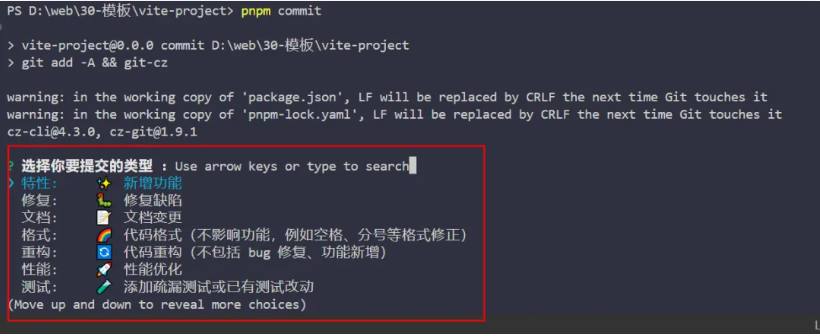 PS D:\web\30-模板\vite-project> pnpm commit
> vite-project@0.0.0 commit D:\web\30-模板\vite-project
> git add -A && git-cz
warning: in the working copy of 'package.json', LF will be replaced by CRLF the next time Git touches it
warning: in the working copy of 'pnpm-lock.yaml', LF will be replaced by CRLF the next time Git touches it
cz-cli@4.3.0, cz-git@1.9.1
? 选择你要提交的类型 : Use arrow keys or type to search
❯ 特性: ✨ 新增功能
修复: 🐛 修复缺陷
文档: 📝 文档变更
格式: 🌈 代码格式（不影响功能，例如空格、分号等格式修正）
重构: 🔄 代码重构（不包括 bug 修复、功能新增）
性能: 🚀 性能优化
测试: 🧪 添加疏漏测试或已有测试改动
(Move up and down to reveal more choices)